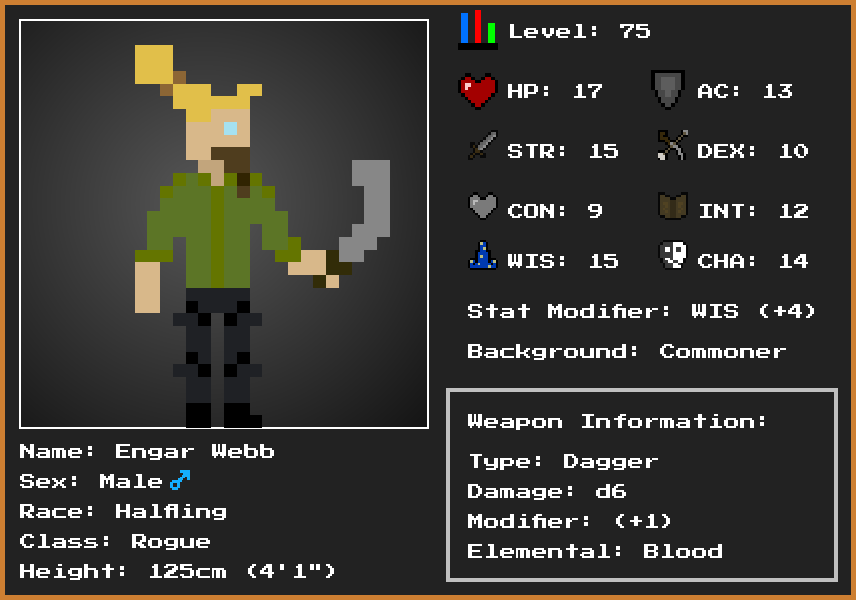 Level: 75
HP: 17 AC: 13
STR: 15 DEX: 10
CON: 9 INT: 12
WIS: 15 CHA: 14
Stat Modifier: WIS (+4)
Background: Commoner
Weapon Information:
Type: Dagger
Damage: d6
Modifier: (+1)
Elemental: Blood
Name: Engar Webb
Sex: Male ♂
Race: Halfling
Class: Rogue
Height: 125cm (4'1")